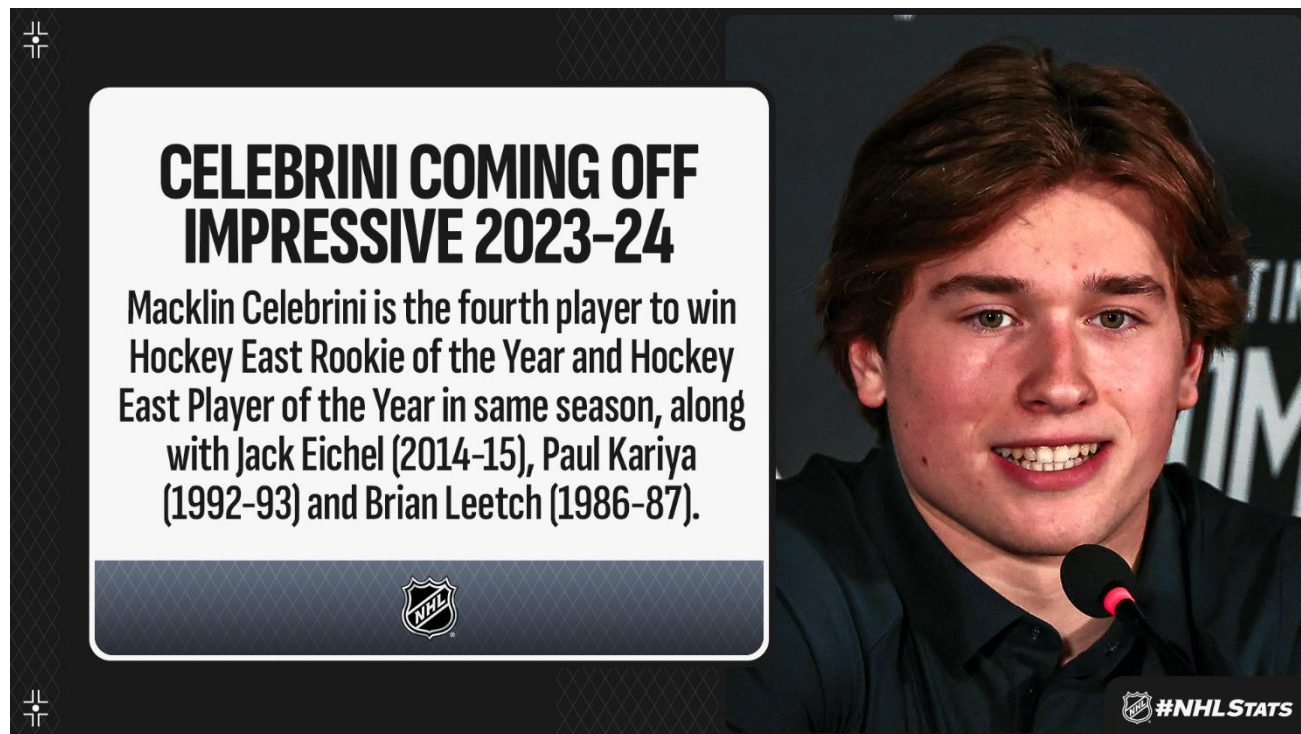 CELEBRINI COMING OFF
IMPRESSIVE 2023-24
Macklin Celebrini is the fourth player to win
Hockey East Rookie of the Year and Hockey
East Player of the Year in same season, along
with Jack Eichel (2014-15), Paul Kariya
(1992-93) and Brian Leetch (1986-87).
NHL
#NHLSTATS